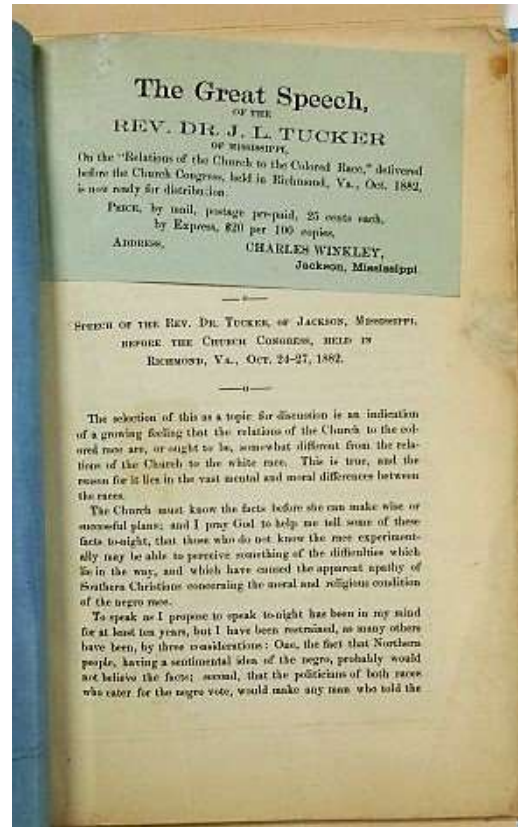 The Great Speech,
OF THE
REV. DR. J. L. TUCKER
OF MISSISSIPPI,
On the "Relations of the Church to the Colored Race," delivered
before the Church Congress, held in Richmond, Va., Oct. 1882,
is now ready for distribution.
PRICE, by mail, postage pre-paid, 25 cents each.
by Express, $20 per 100 copies.
ADDRESS, CHARLES WINKLEY,
Jackson, Mississippi
—o—
SPEECH OF THE REV. DR. TUCKER, OF JACKSON, MISSISSIPPI,
BEFORE THE CHURCH CONGRESS, HELD IN
RICHMOND, VA., OCT. 24-27, 1882.
—o—
The selection of this as a topic for discussion is an indication
of a growing feeling that the relations of the Church to the col-
ored race are, or ought to be, somewhat different from the rela-
tions of the Church to the white race. This is true, and the
reason for it lies in the vast mental and moral differences between
the races.
The Church must know the facts before she can make wise or
successful plans; and I pray God to help me tell some of these
facts to-night, that those who do not know the race experiment-
ally may be able to perceive something of the difficulties which
lie in the way, and which have caused the apparent apathy of
Southern Christians concerning the moral and religious condition
of the negro race.
To speak as I propose to speak to-night has been in my mind
for at least ten years, but I have been restrained, as many others
have been, by three considerations: One, the fact that Northern
people, having a sentimental idea of the negro, probably would
not believe the facts; second, that the politicians of both races
who cater for the negro vote, would make any man who told the